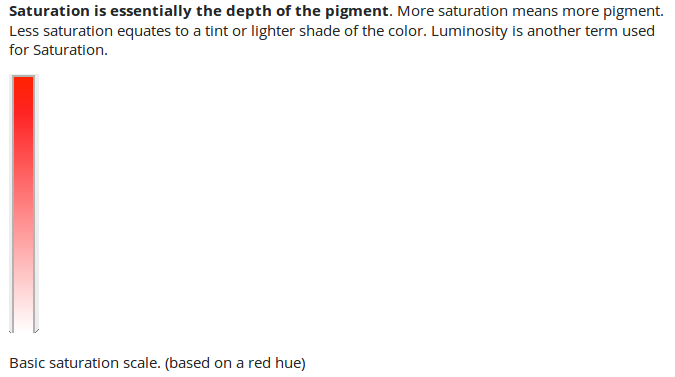 Saturation is essentially the depth of the pigment. More saturation means more pigment.
Less saturation equates to a tint or lighter shade of the color. Luminosity is another term used
for Saturation.
Basic saturation scale. (based on a red hue)